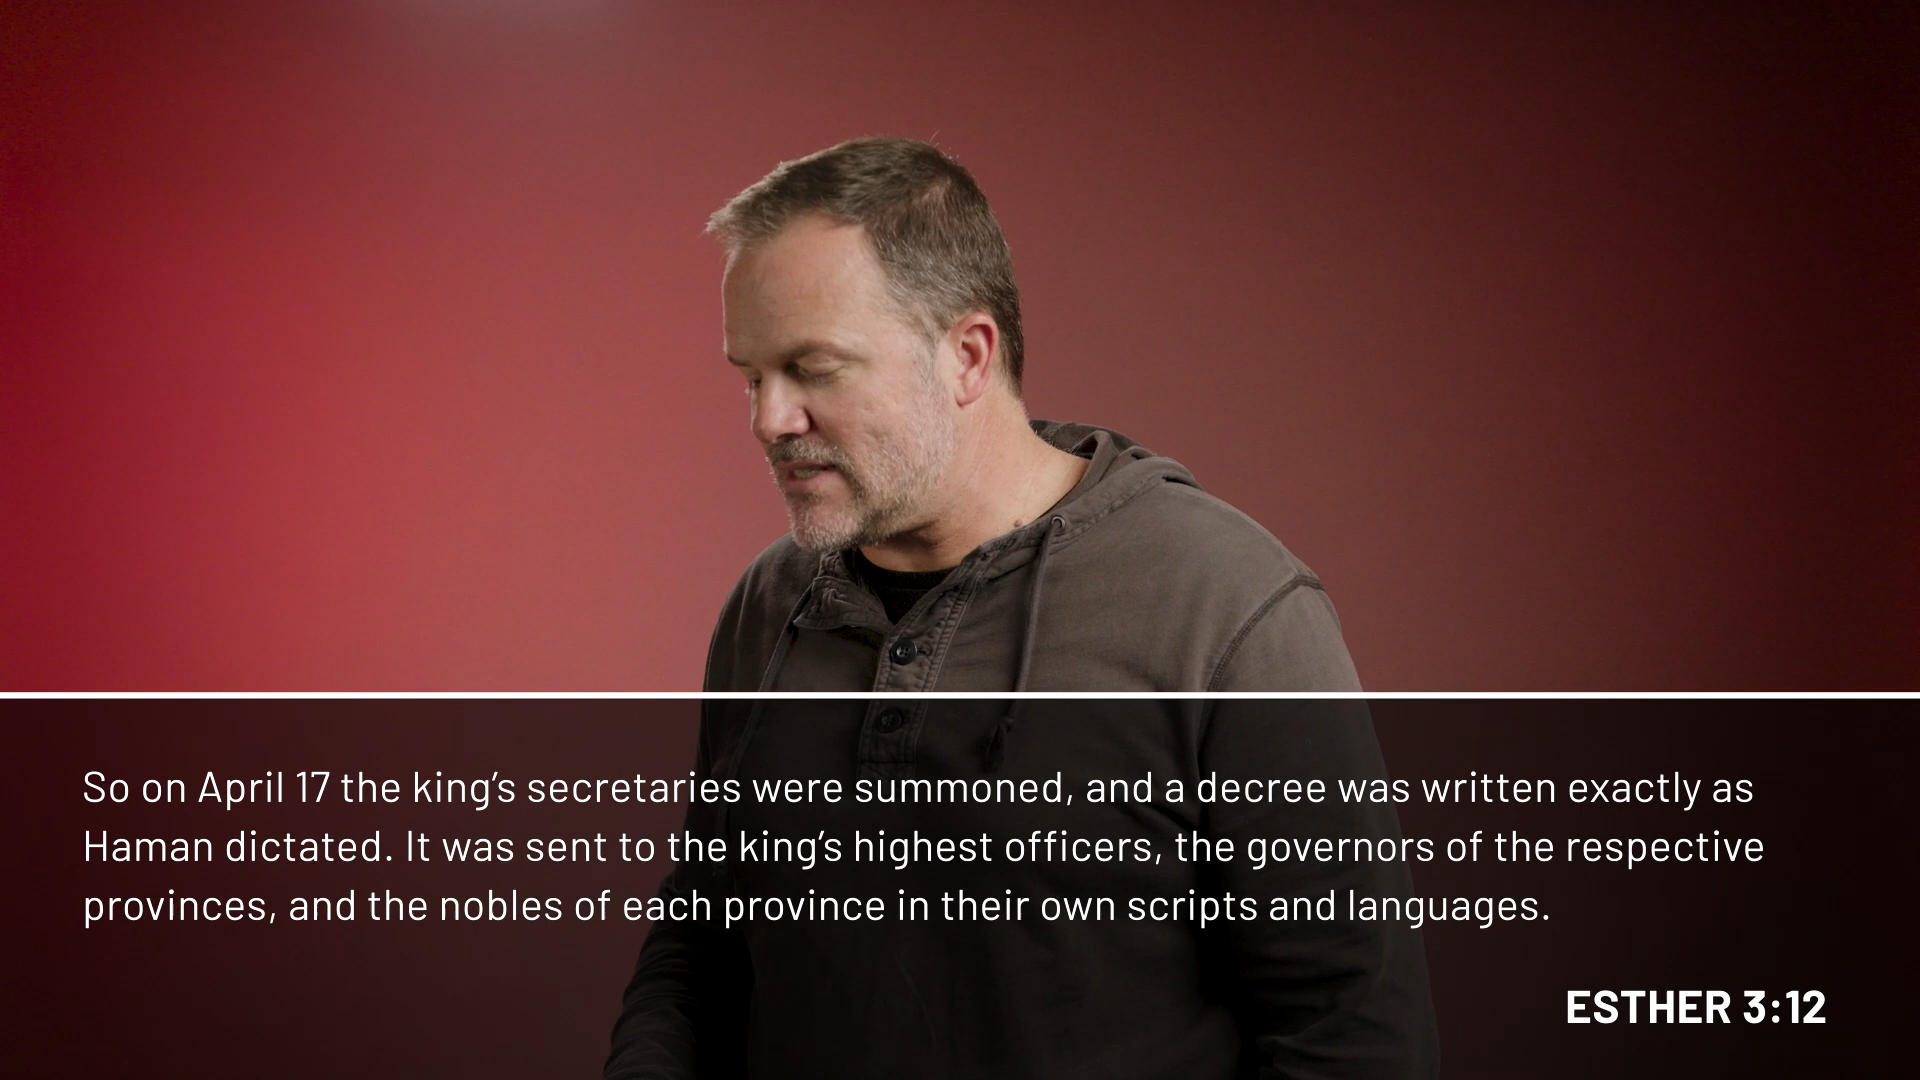 So on April 17 the king’s secretaries were summoned, and a decree was written exactly as
Haman dictated. It was sent to the king’s highest officers, the governors of the respective
provinces, and the nobles of each province in their own scripts and languages.
ESTHER 3:12